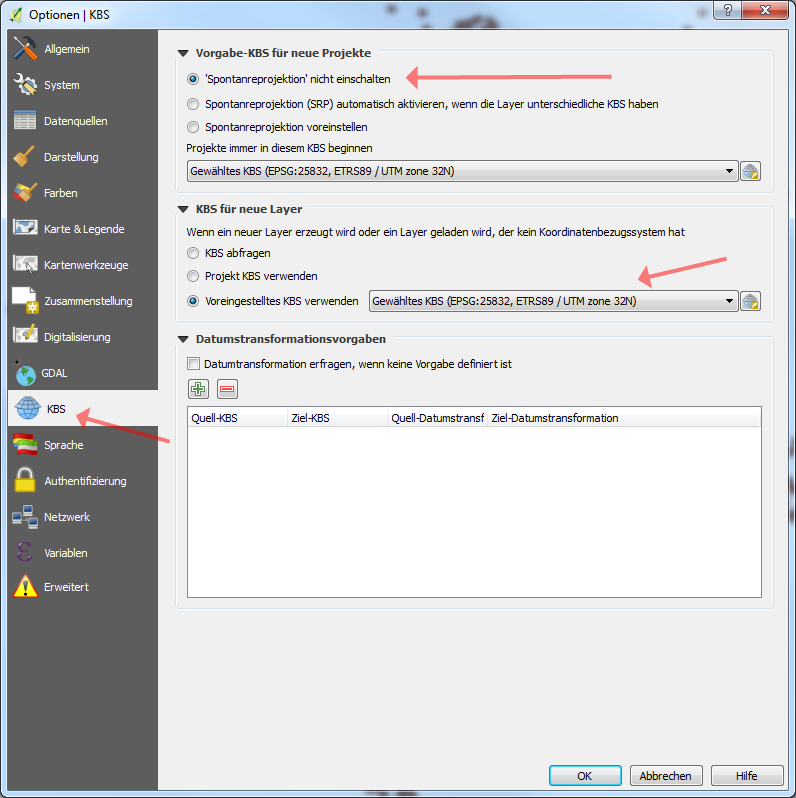 Optionen | KBS
Allgemein
System
Datenquellen
Darstellung
Farben
Karte & Legende
Kartenwerkzeuge
Zusammenstellung
Digitalisierung
GDAL
KBS
Sprache
Authentifizierung
Netzwerk
Variablen
Erweitert
Vorgabe-KBS für neue Projekte
'Spontanreprojektion' nicht einschalten
Spontanreprojektion (SRP) automatisch aktivieren, wenn die Layer unterschiedliche KBS haben
Spontanreprojektion voreinstellen
Projekte immer in diesem KBS beginnen
Gewähltes KBS (EPSG:25832, ETRS89 / UTM zone 32N)
KBS für neue Layer
Wenn ein neuer Layer erzeugt wird oder ein Layer geladen wird, der kein Koordinatenbezugssystem hat
KBS abfragen
Projekt KBS verwenden
Voreingestelltes KBS verwenden Gewähltes KBS (EPSG:25832, ETRS89 / UTM zone 32N)
Datumstransformationsvorgaben
Datumtransformation erfragen, wenn keine Vorgabe definiert ist
Quell-KBS Ziel-KBS Quell-Datumstransf Ziel-Datumstransformation
OK Abbrechen Hilfe